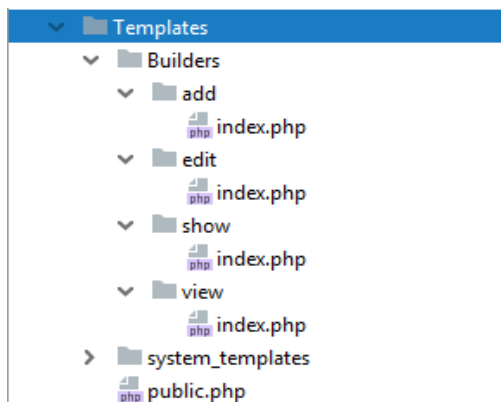 Templates
Builders
add
php index.php
edit
php index.php
show
php index.php
view
php index.php
system_templates
php public.php